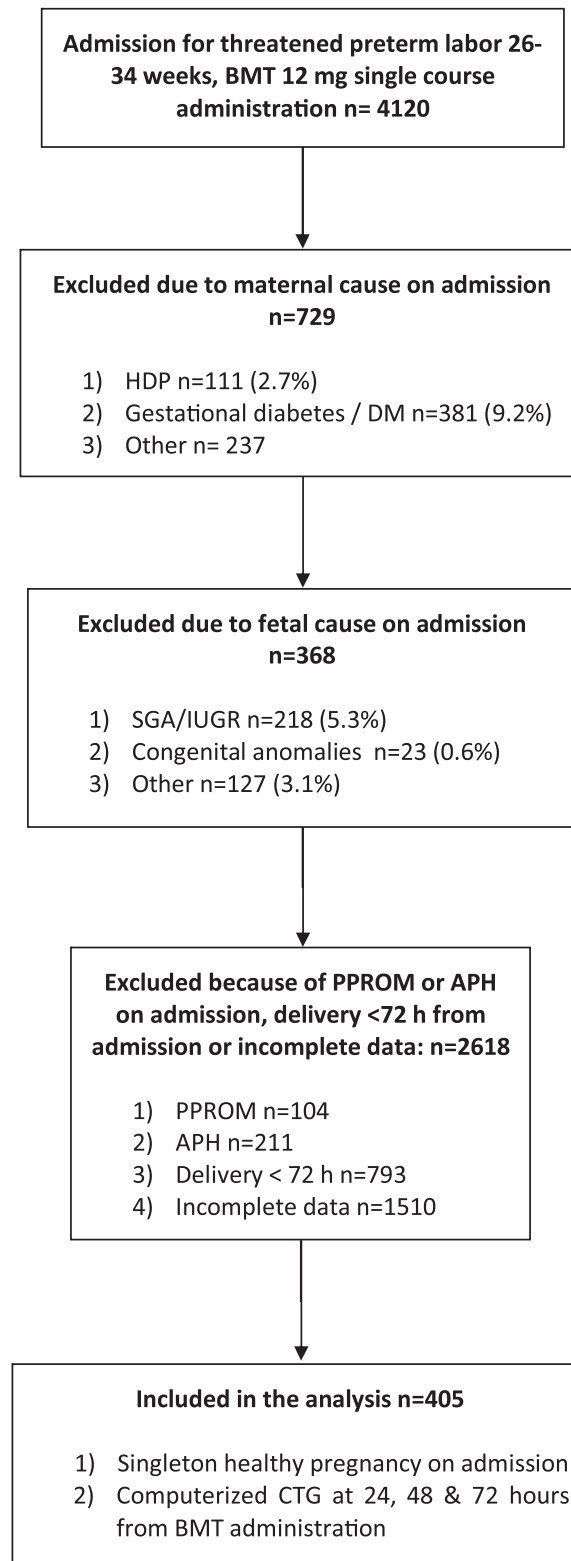 Admission for threatened preterm labor 26-
34 weeks, BMT 12 mg single course
administration n= 4120
Excluded due to maternal cause on admission
n=729
1) HDP n=111 (2.7%)
2) Gestational diabetes / DM n=381 (9.2%)
3) Other n= 237
Excluded due to fetal cause on admission
n=368
1) SGA/IUGR n=218 (5.3%)
2) Congenital anomalies n=23 (0.6%)
3) Other n=127 (3.1%)
Excluded because of PPROM or APH
on admission, delivery <72 h from
admission or incomplete data: n=2618
1) PPROM n=104
2) APH n=211
3) Delivery < 72 h n=793
4) Incomplete data n=1510
Included in the analysis n=405
1) Singleton healthy pregnancy on admission
2) Computerized CTG at 24, 48 & 72 hours
from BMT administration